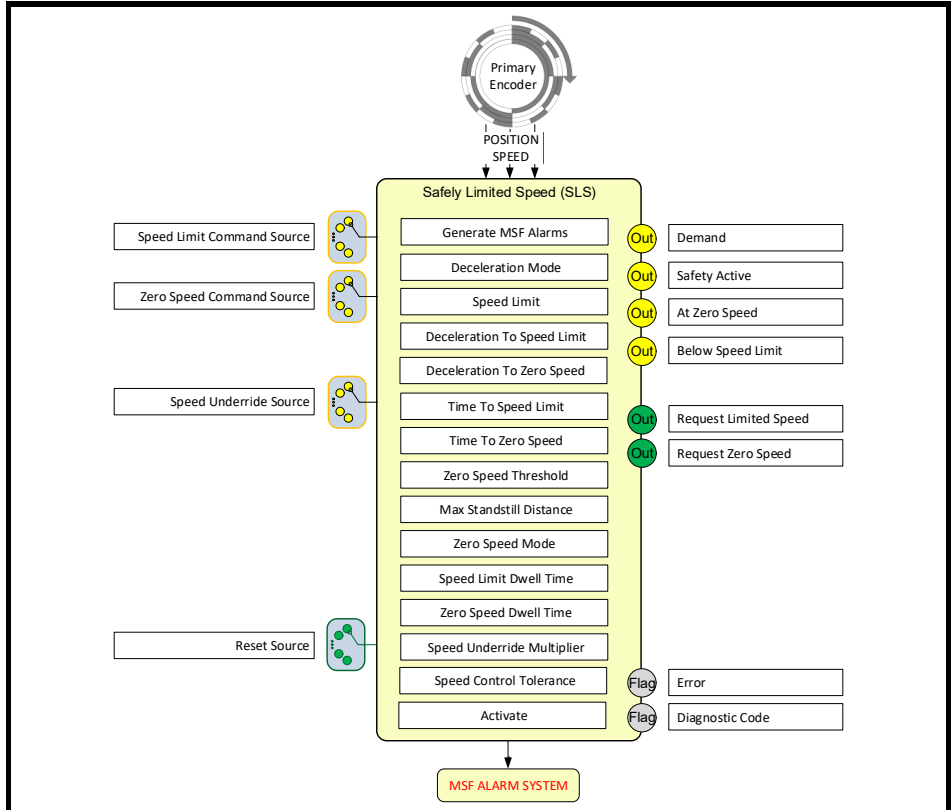 Primary
Encoder
POSITION
SPEED
Safely Limited Speed (SLS)
Speed Limit Command Source
Zero Speed Command Source
Speed Underride Source
Reset Source
Generate MSF Alarms
Deceleration Mode
Speed Limit
Deceleration To Speed Limit
Deceleration To Zero Speed
Time To Speed Limit
Time To Zero Speed
Zero Speed Threshold
Max Standstill Distance
Zero Speed Mode
Speed Limit Dwell Time
Zero Speed Dwell Time
Speed Underride Multiplier
Speed Control Tolerance
Activate
Out Demand
Out Safety Active
Out At Zero Speed
Out Below Speed Limit
Out Request Limited Speed
Out Request Zero Speed
Flag Error
Flag Diagnostic Code
MSF ALARM SYSTEM